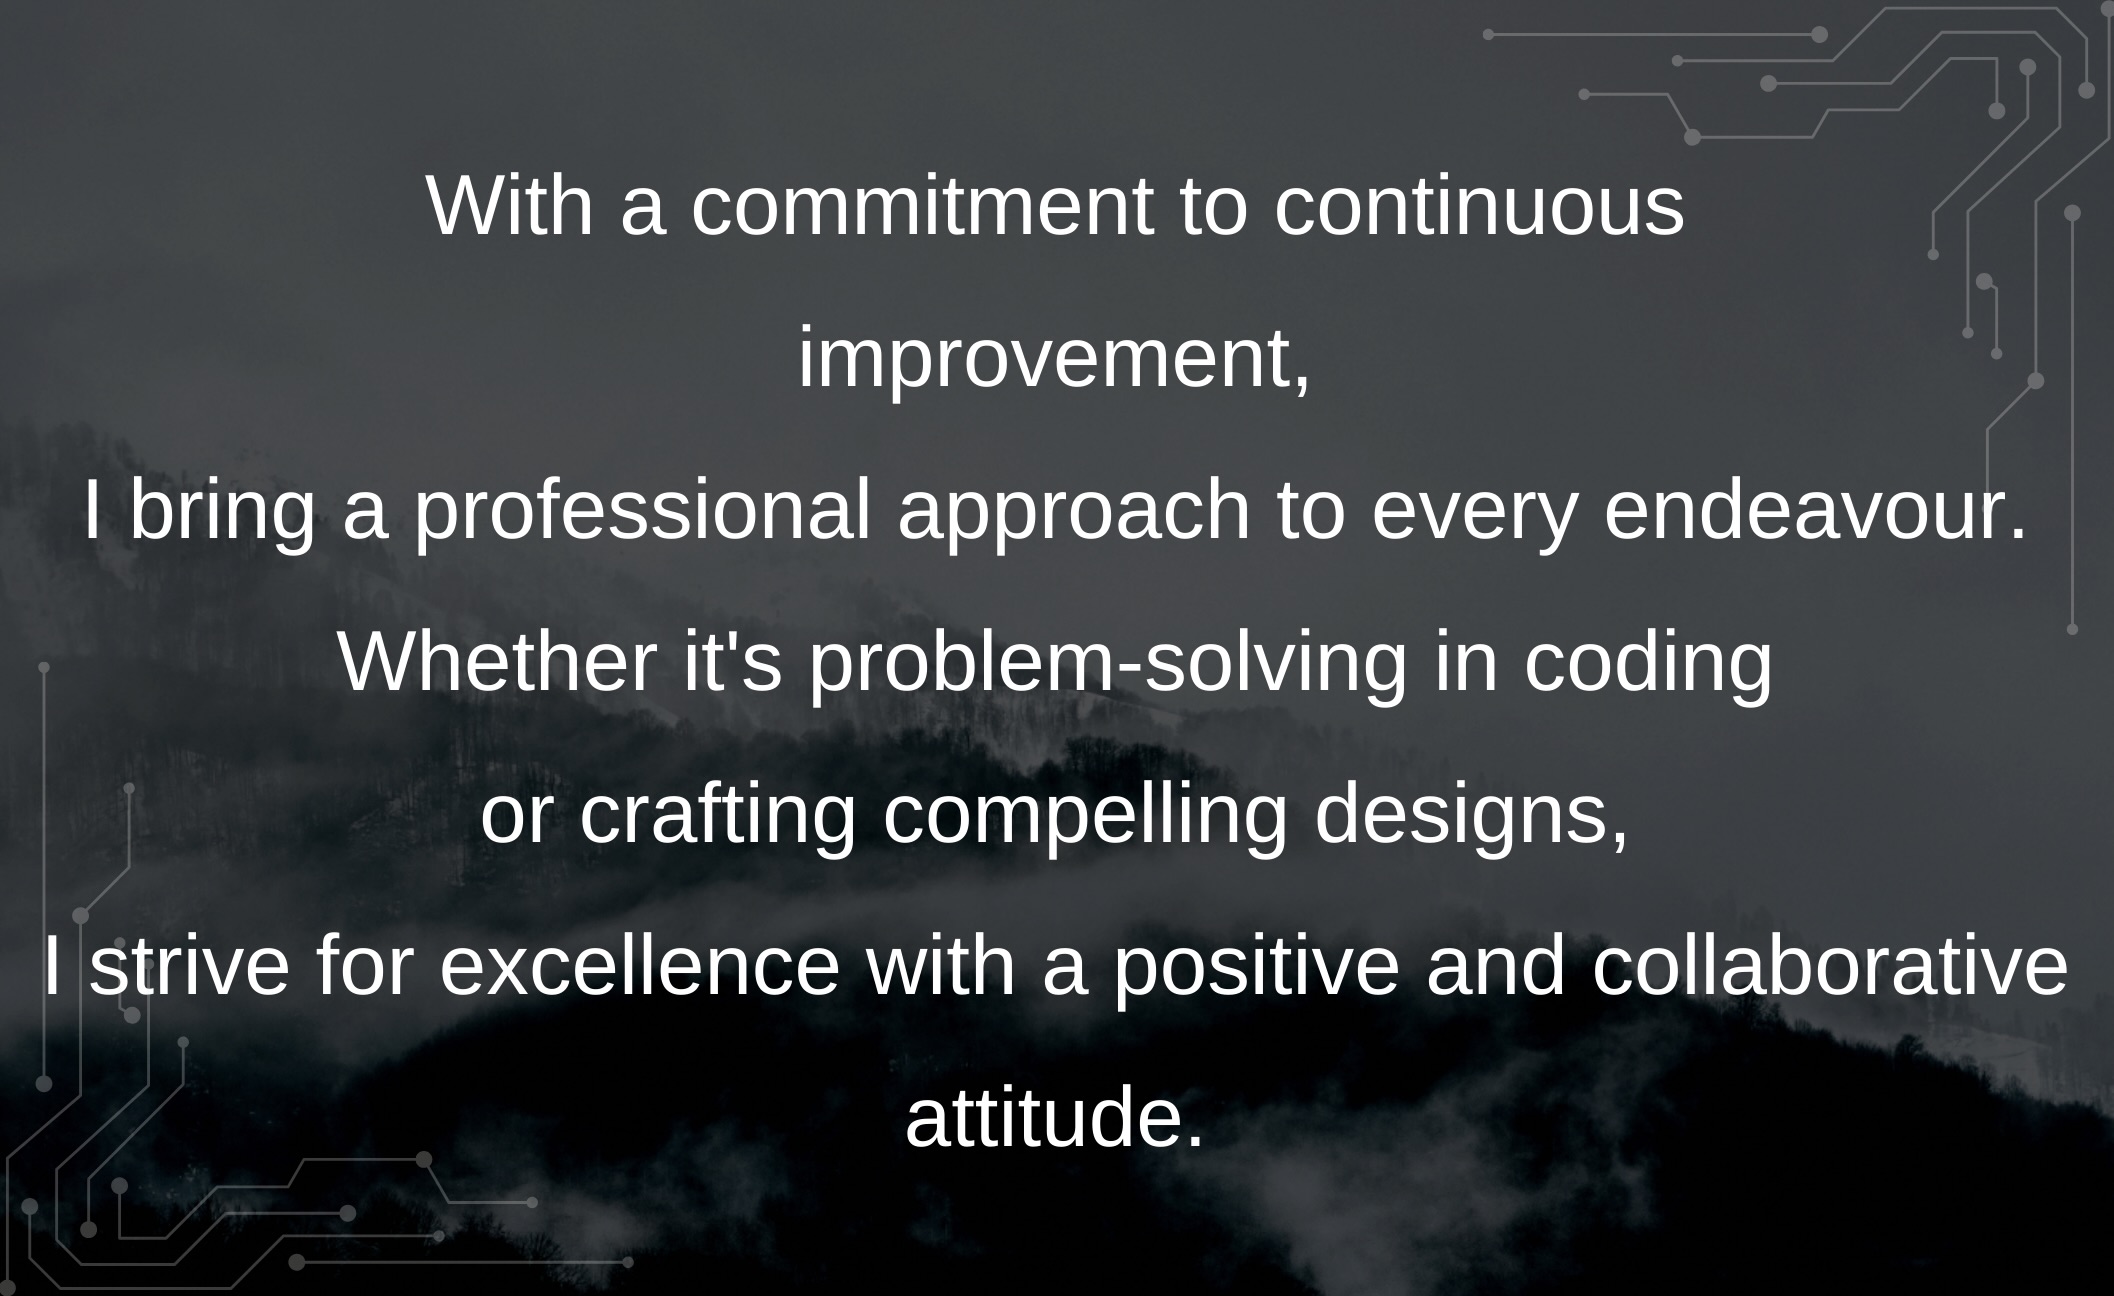 With a commitment to continuous
improvement,
I bring a professional approach to every endeavour.
Whether it's problem-solving in coding
or crafting compelling designs,
I strive for excellence with a positive and collaborative
attitude.